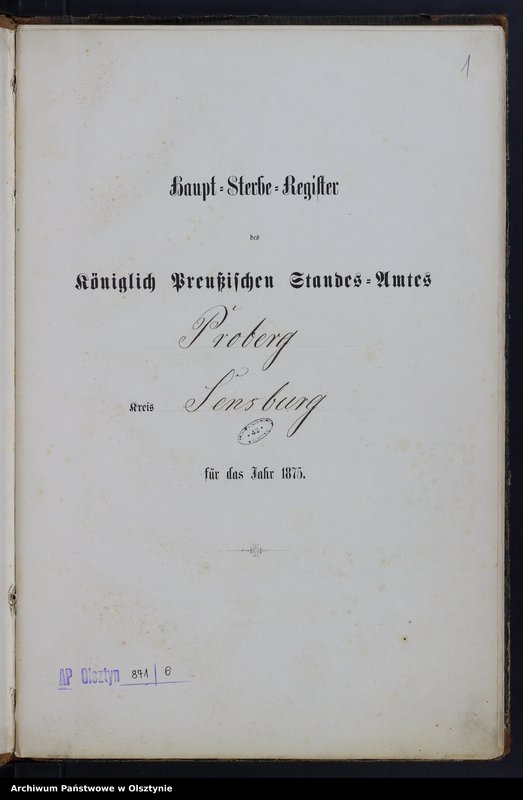 1
Haupt=Sterbe=Register
des
Königlich Preußischen Standes=Amtes
Proberg
Kreis Sensburg
für das Jahr 1875.
AP Olsztyn 871/6
Archiwum Państwowe w Olsztynie